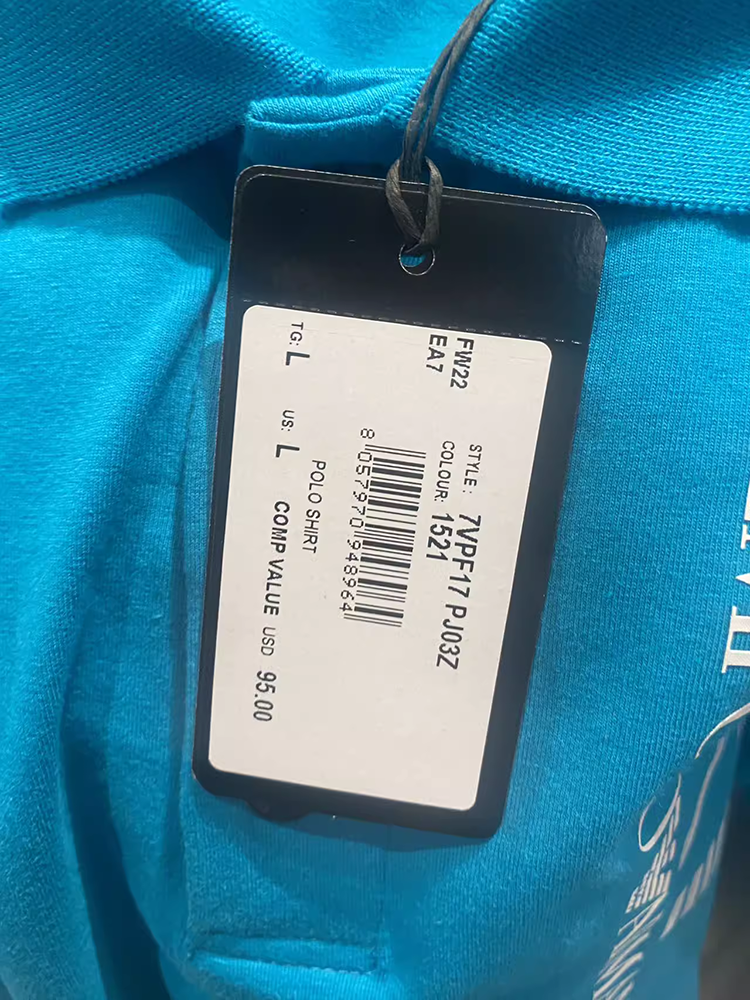 FW22
EA7
STYLE: 7VPF17 PJ03Z
COLOUR: 1521
8 057970 948964
POLO SHIRT
TG: L
US: L
COMP VALUE USD 95.00